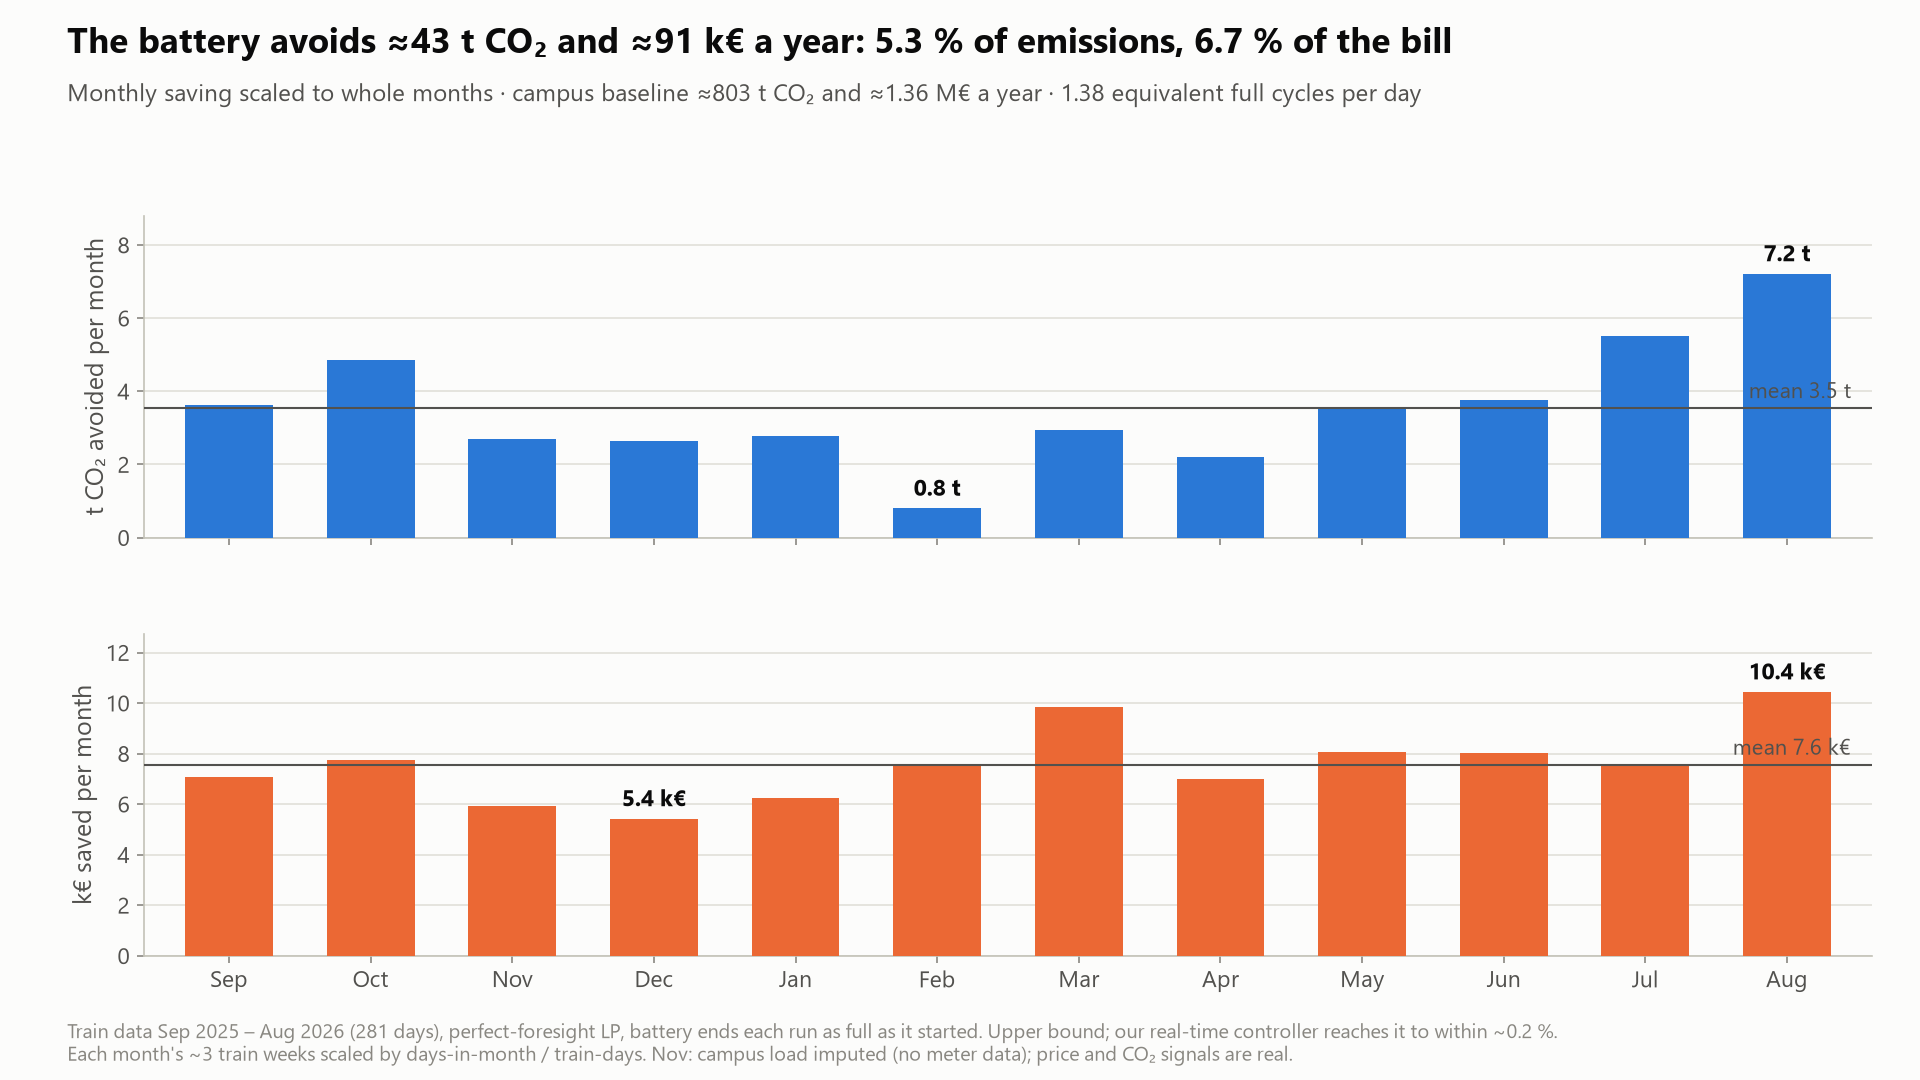 The battery avoids ≈43 t CO₂ and ≈91 k€ a year: 5.3 % of emissions, 6.7 % of the bill
Monthly saving scaled to whole months · campus baseline ≈803 t CO₂ and ≈1.36 M€ a year · 1.38 equivalent full cycles per day
t CO₂ avoided per month
8
6
4
2
0
7.2 t
mean 3.5 t
0.8 t
k€ saved per month
12
10
8
6
4
2
0
10.4 k€
mean 7.6 k€
5.4 k€
Sep Oct Nov Dec Jan Feb Mar Apr May Jun Jul Aug
Train data Sep 2025 – Aug 2026 (281 days), perfect-foresight LP, battery ends each run as full as it started. Upper bound; our real-time controller reaches it to within ~0.2 %.
Each month's ~3 train weeks scaled by days-in-month / train-days. Nov: campus load imputed (no meter data); price and CO₂ signals are real.